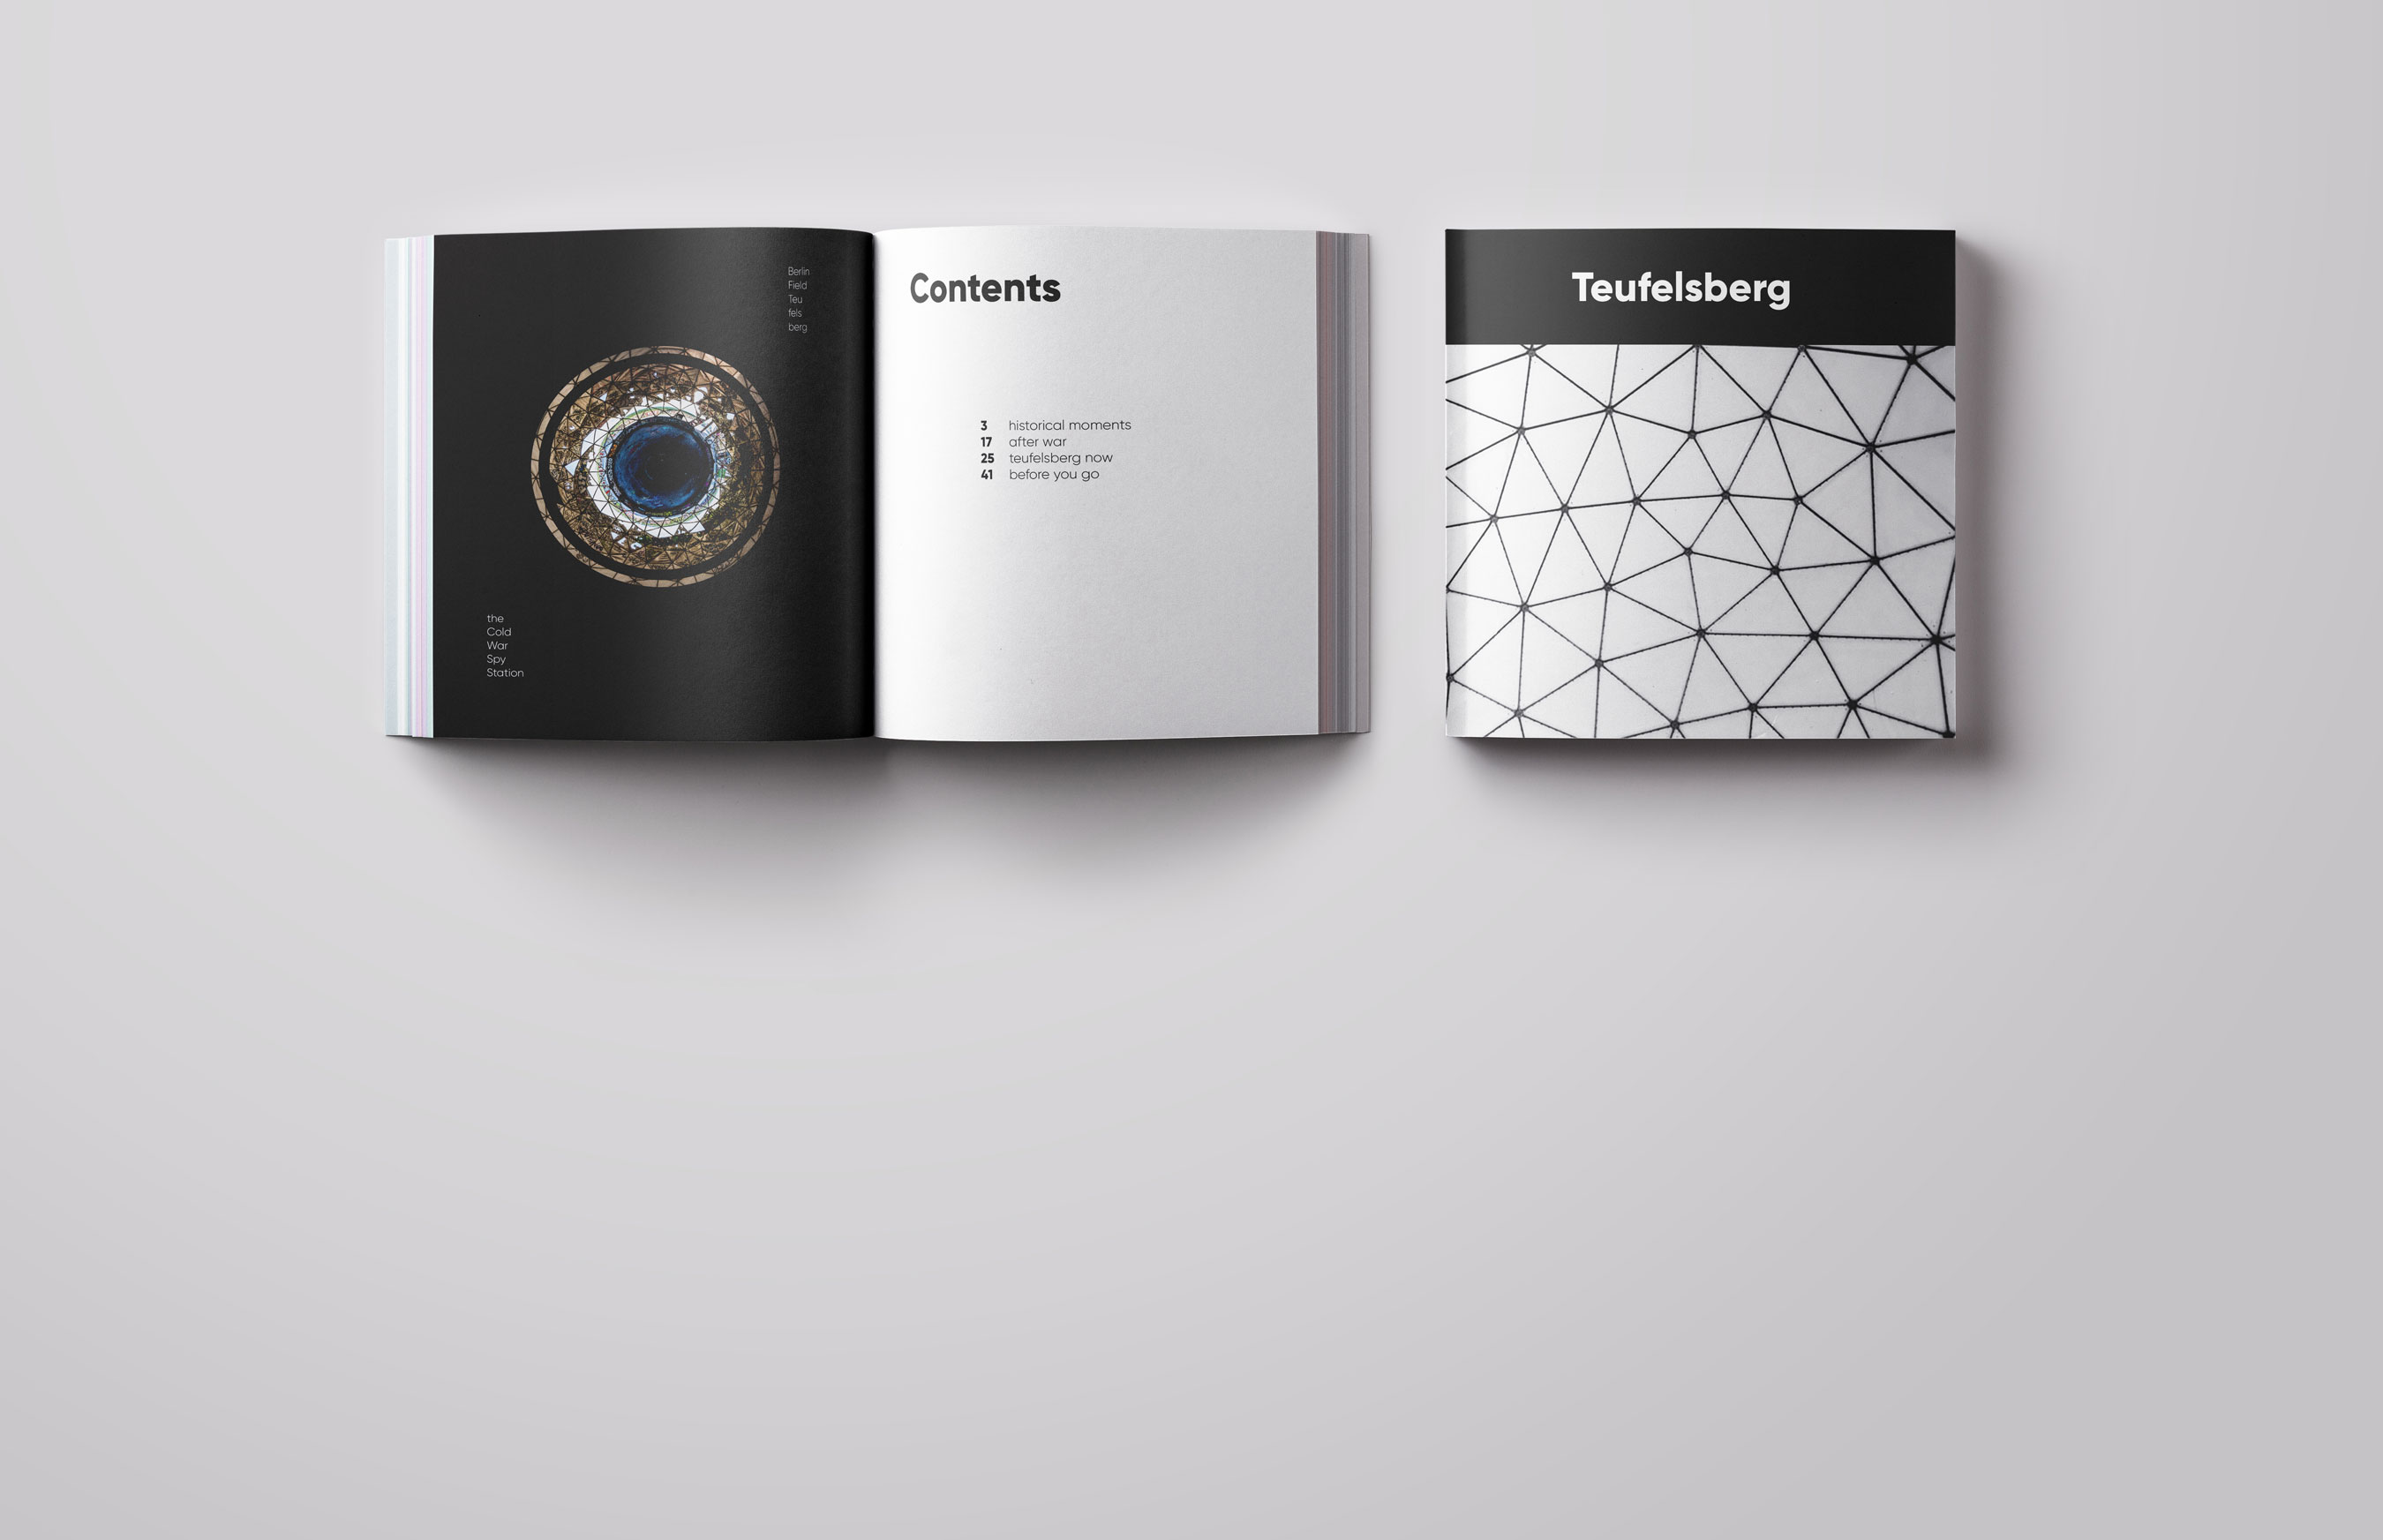 Berlin
Field
Teu
fels
berg
the
Cold
War
Spy
Station
Contents
3 historical moments
17 after war
25 teufelsberg now
41 before you go
Teufelsberg